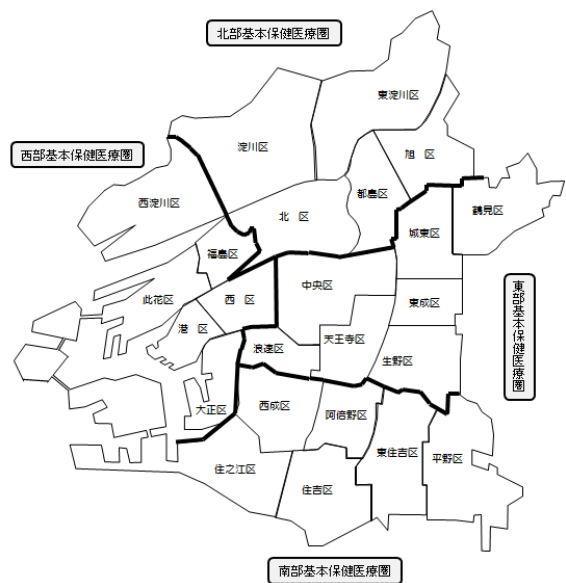 北部基本保健医療圏
東淀川区
淀川区
旭 区
西部基本保健医療圏
都島区
西淀川区
鶴見区
北 区
城東区
福島区
中央区
此花区
西 区
東成区
港 区
天王寺区
浪速区
生野区
東部基本保健医療圏
大正区
西成区
阿倍野区
東住吉区
平野区
住之江区
住吉区
南部基本保健医療圏